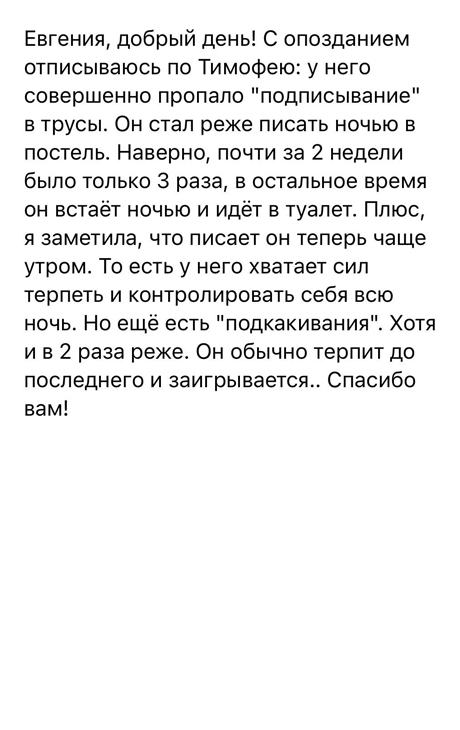 Евгения, добрый день! С опозданием
отписываюсь по Тимофею: у него
совершенно пропало "подписывание"
в трусы. Он стал реже писать ночью в
постель. Наверно, почти за 2 недели
было только 3 раза, в остальное время
он встаёт ночью и идёт в туалет. Плюс,
я заметила, что писает он теперь чаще
утром. То есть у него хватает сил
терпеть и контролировать себя всю
ночь. Но ещё есть "подкакивания". Хотя
и в 2 раза реже. Он обычно терпит до
последнего и заигрывается.. Спасибо
вам!